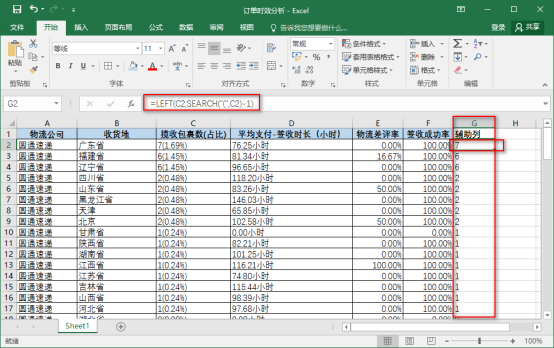 订单时效分析 - Excel
文件 开始 插入 页面布局 公式 数据 审阅 视图 告诉我您想要做什么... 登录 共享
粘贴 等线 11 常规 条件格式 插入
套用表格格式 删除
单元格样式 格式
剪贴板 字体 对齐方式 数字 样式 单元格 编辑
G2 =LEFT(C2,SEARCH("(",C2)-1)
A B C D E F G H
1 物流公司 收货地 揽收包裹数(占比) 平均支付-签收时长（小时） 物流差评率 签收成功率 辅助列
2 圆通速递 广东省 7(1.69%) 76.25小时 0.00% 100.00% 7
3 圆通速递 福建省 6(1.45%) 81.34小时 16.67% 100.00% 6
4 圆通速递 辽宁省 6(1.45%) 96.65小时 0.00% 100.00% 6
5 圆通速递 四川省 2(0.48%) 118.20小时 0.00% 100.00% 2
6 圆通速递 山东省 2(0.48%) 83.26小时 50.00% 100.00% 2
7 圆通速递 黑龙江省 2(0.48%) 146.03小时 0.00% 100.00% 2
8 圆通速递 天津 2(0.48%) 65.85小时 0.00% 100.00% 2
9 圆通速递 北京 2(0.48%) 102.58小时 50.00% 100.00% 2
10 圆通速递 甘肃省 1(0.24%) 0.00小时 0.00% 0.00% 1
11 圆通速递 陕西省 1(0.24%) 82.21小时 0.00% 100.00% 1
12 圆通速递 湖南省 1(0.24%) 101.25小时 0.00% 100.00% 1
13 圆通速递 江西省 1(0.24%) 116.21小时 100.00% 100.00% 1
14 圆通速递 江苏省 1(0.24%) 74.80小时 0.00% 100.00% 1
15 圆通速递 吉林省 1(0.24%) 115.44小时 0.00% 100.00% 1
16 圆通速递 山西省 1(0.24%) 98.39小时 0.00% 100.00% 1
17 圆通速递 河北省 1(0.24%) 97.68小时 0.00% 100.00% 1
Sheet1
就绪 100%